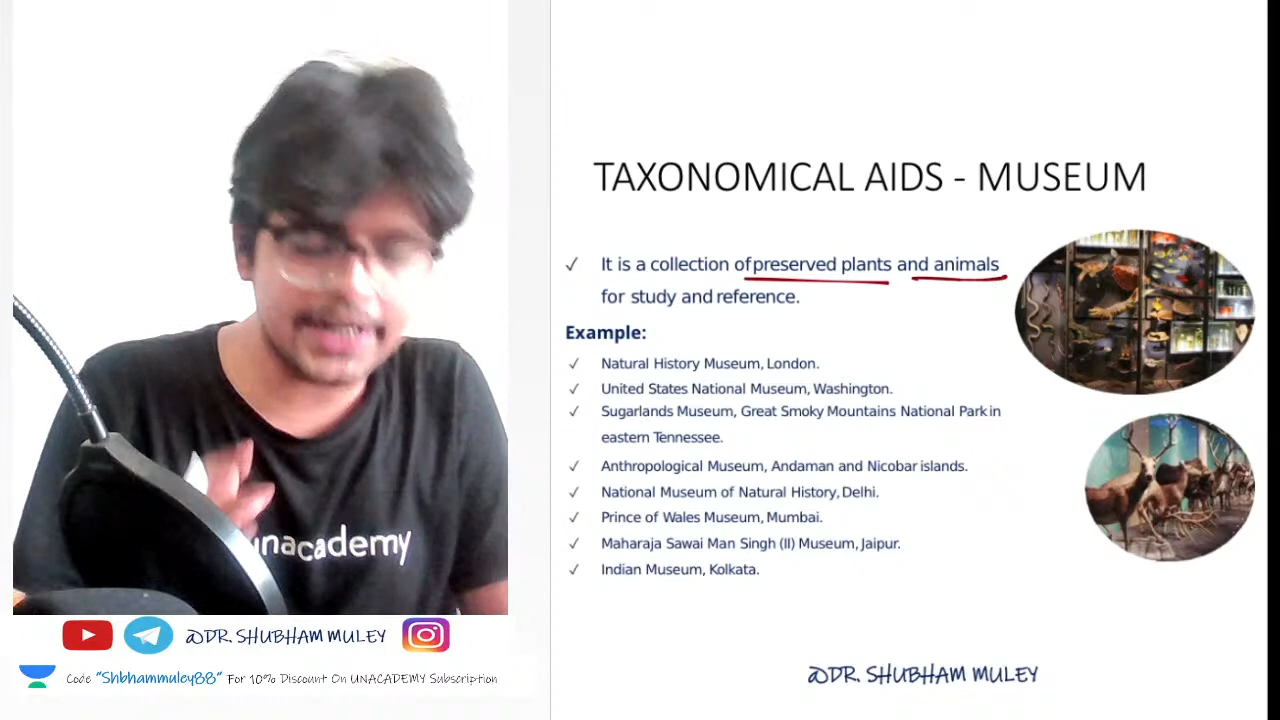 TAXONOMICAL AIDS - MUSEUM
✓ It is a collection of preserved plants and animals
for study and reference.
Example:
✓ Natural History Museum, London.
✓ United States National Museum, Washington.
✓ Sugarlands Museum, Great Smoky Mountains National Park in
eastern Tennessee.
✓ Anthropological Museum, Andaman and Nicobar islands.
✓ National Museum of Natural History, Delhi.
✓ Prince of Wales Museum, Mumbai.
✓ Maharaja Sawai Man Singh (II) Museum, Jaipur.
✓ Indian Museum, Kolkata.
unacademy
@DR. SHUBHAM MULEY
Code "Shbhammuley88" For 10% Discount On UNACADEMY Subscription
@DR. SHUBHAM MULEY